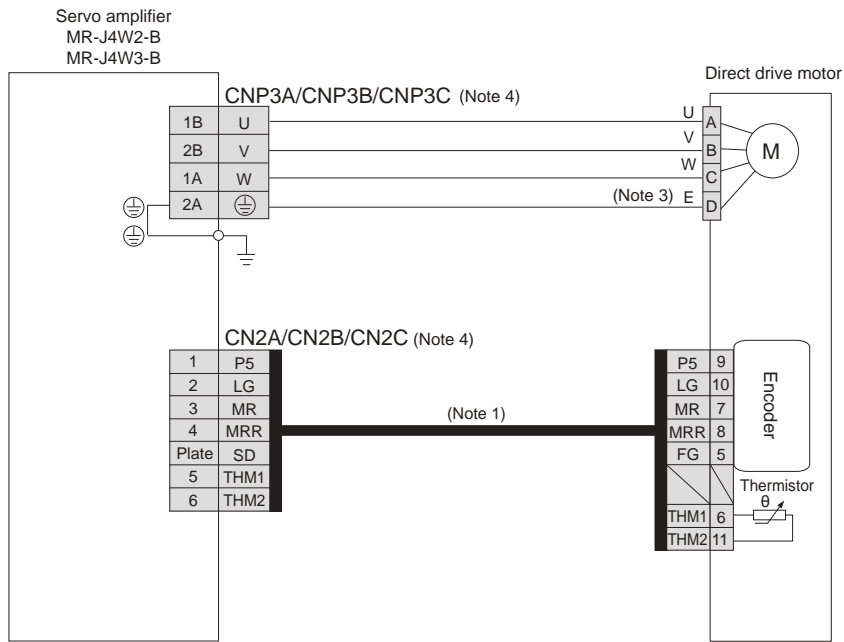 Servo amplifier
MR-J4W2-B
MR-J4W3-B
Direct drive motor
CNP3A/CNP3B/CNP3C (Note 4)
1B U
2B V
1A W
2A
U A
V B
W C
(Note 3) E D
M
CN2A/CN2B/CN2C (Note 4)
1 P5
2 LG
3 MR
4 MRR
Plate SD
5 THM1
6 THM2
(Note 1)
P5 9
LG 10
MR 7
MRR 8
FG 5
THM1 6
THM2 11
Encoder
Thermistor
θ